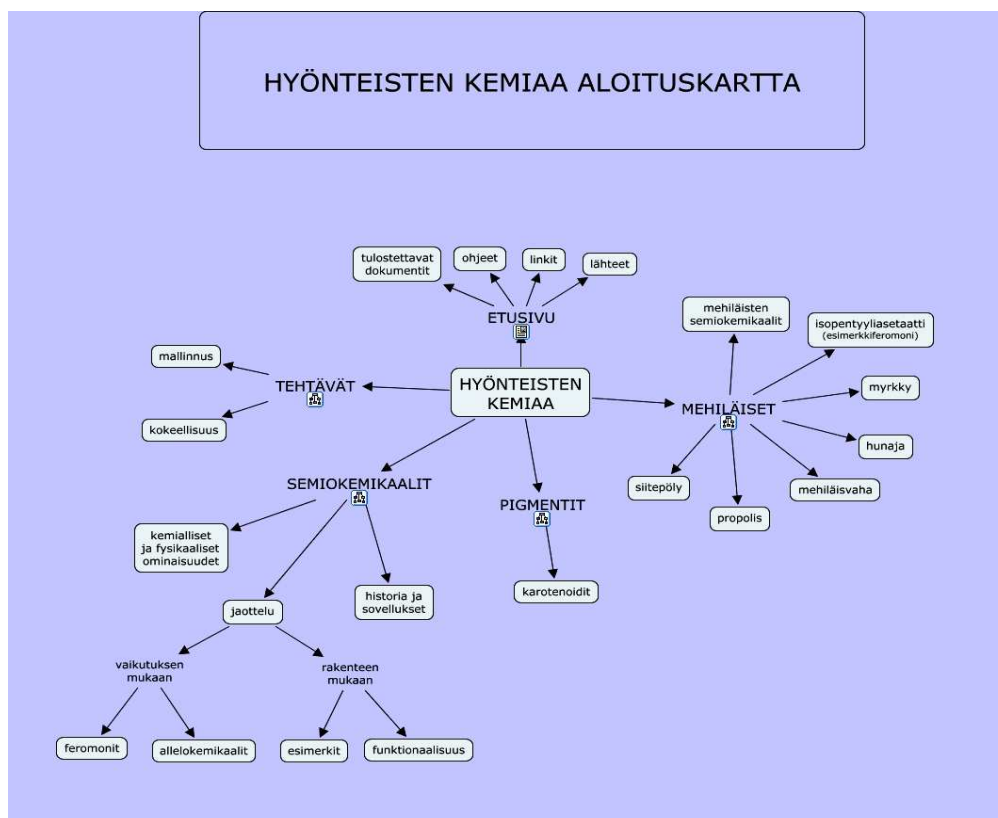 HYÖNTEISTEN KEMIAA ALOITUSKARTTA
tulostettavat
dokumentit
ohjeet
linkit
lähteet
ETUSIVU
mehiläisten
semiokemikaalit
isopentyyliasetaatti
(esimerkkiferomoni)
mallinnus
TEHTÄVÄT
kokeellisuus
HYÖNTEISTEN
KEMIAA
MEHILÄISET
myrkky
hunaja
mehiläisvaha
siitepöly
propolis
SEMIOKEMIKAALIT
PIGMENTIT
kemialliset
ja fysikaaliset
ominaisuudet
historia ja
sovellukset
karotenoidit
jaottelu
vaikutuksen
mukaan
rakenteen
mukaan
feromonit
allelokemikaalit
esimerkit
funktionaalisuus